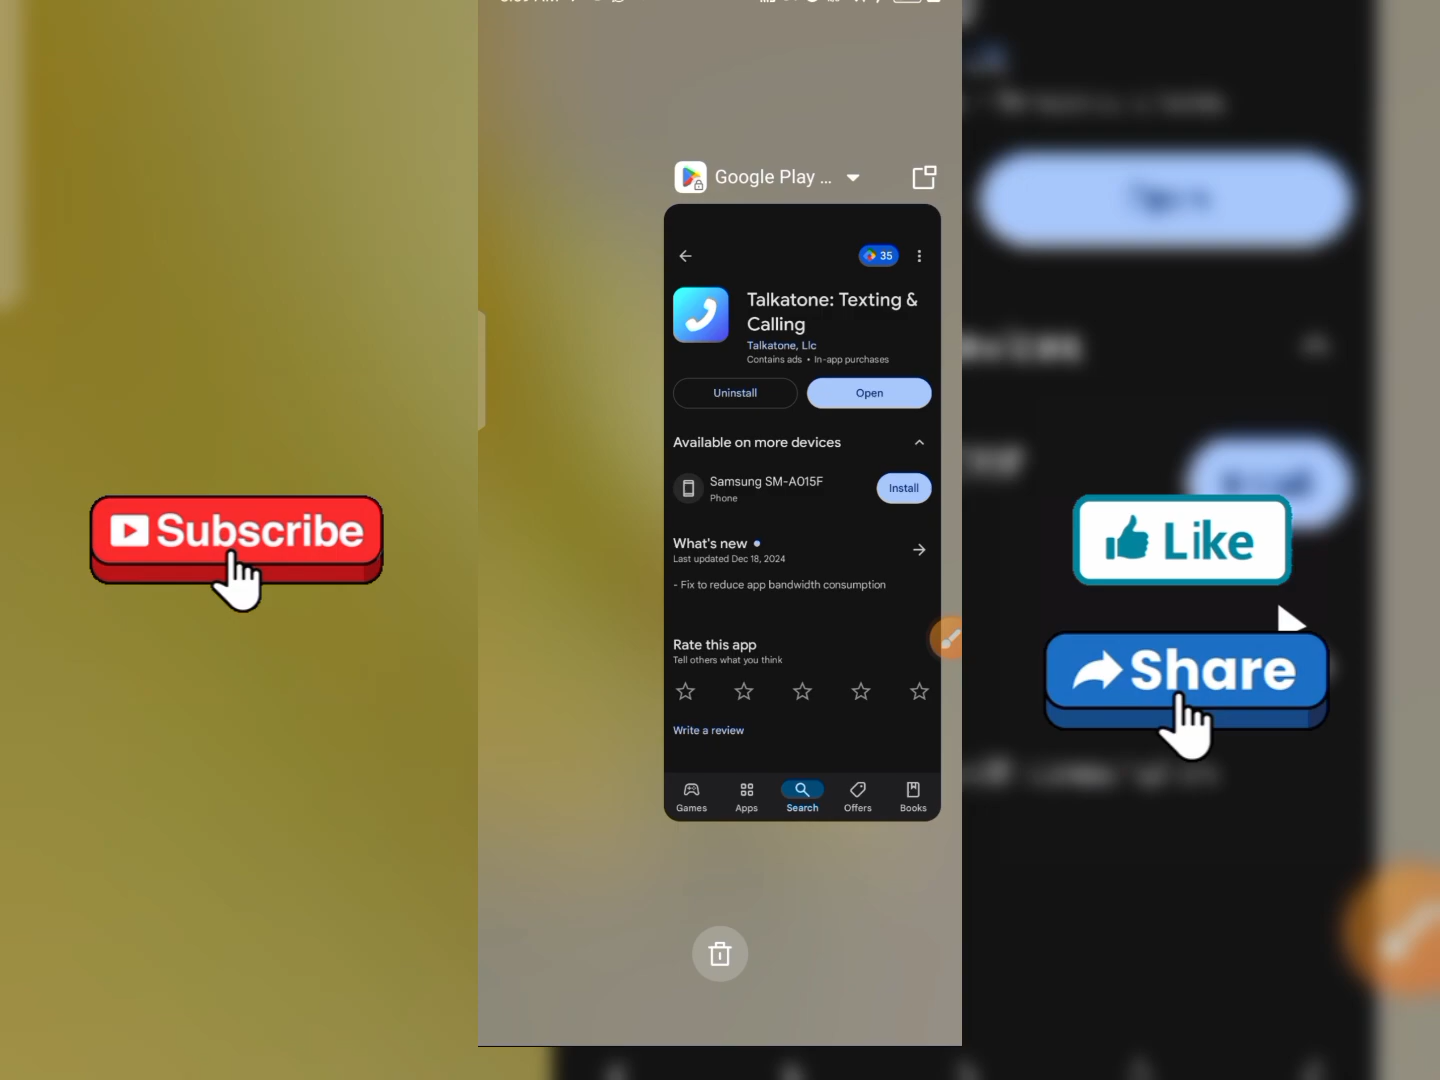 Google Play ...
35
Talkatone: Texting &
Calling
Talkatone, Llc
Contains ads • In-app purchases
Uninstall
Open
Available on more devices
Samsung SM-A015F
Phone
Install
What's new
Last updated Dec 18, 2024
- Fix to reduce app bandwidth consumption
Rate this app
Tell others what you think
Write a review
Games
Apps
Search
Offers
Books
Subscribe
Like
Share